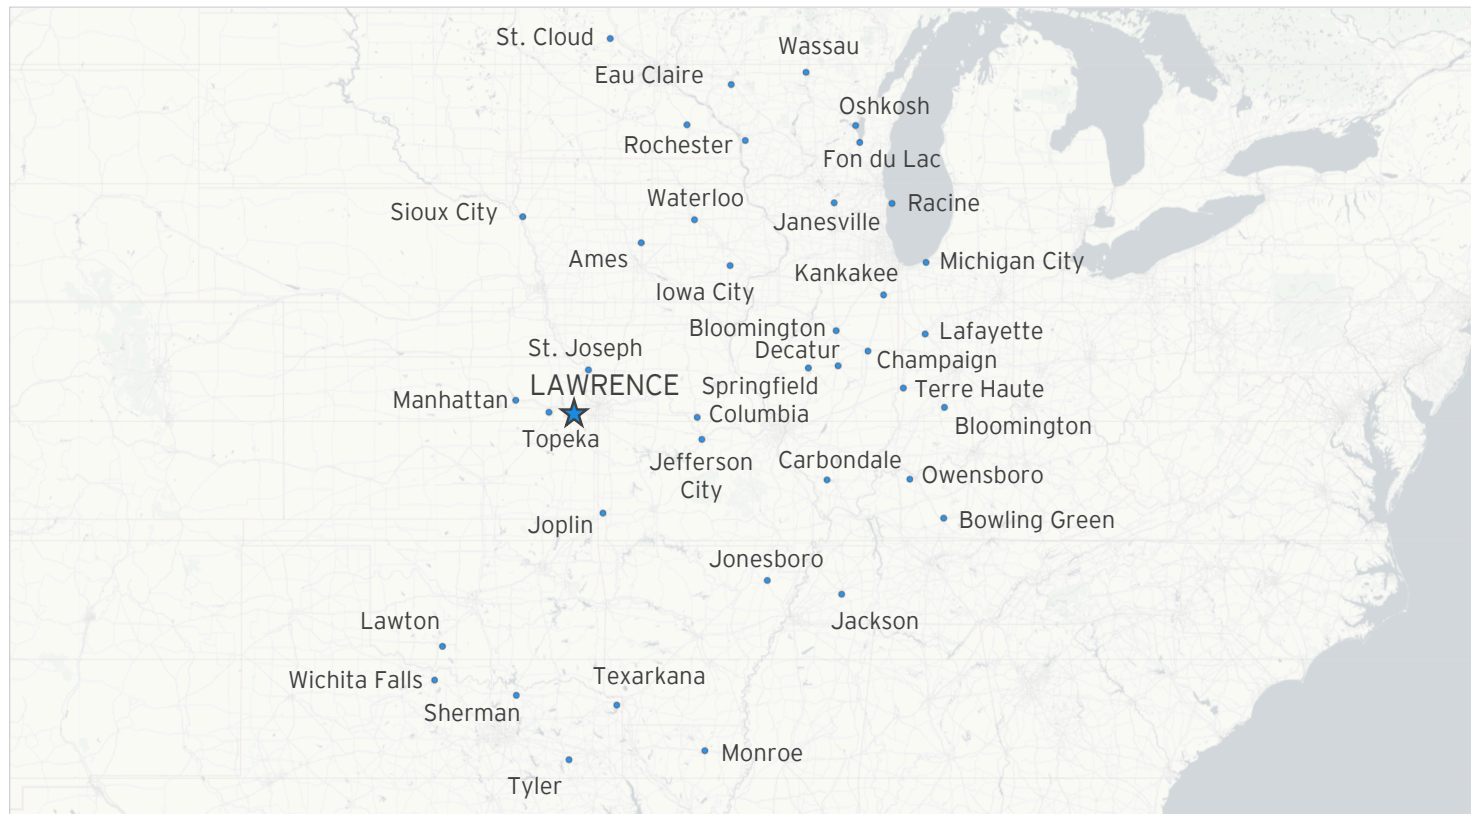 St. Cloud
Wassau
Eau Claire
Oshkosh
Rochester
Fon du Lac
Waterloo
Sioux City
Racine
Janesville
Ames
Michigan City
Kankakee
Iowa City
Bloomington
Lafayette
St. Joseph
Decatur
Champaign
LAWRENCE
Springfield
Terre Haute
Manhattan
Columbia
Bloomington
Topeka
Jefferson
City
Carbondale
Owensboro
Joplin
Bowling Green
Jonesboro
Lawton
Jackson
Wichita Falls
Texarkana
Sherman
Monroe
Tyler